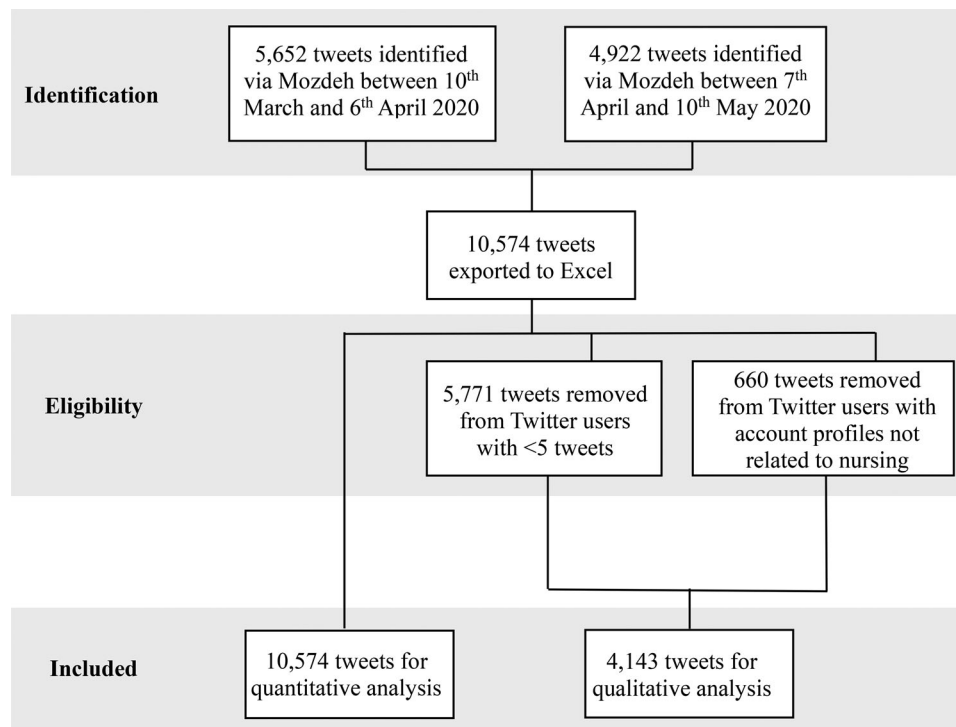 Identification
5,652 tweets identified
via Mozdeh between 10th
March and 6th April 2020
4,922 tweets identified
via Mozdeh between 7th
April and 10th May 2020
10,574 tweets
exported to Excel
Eligibility
5,771 tweets removed
from Twitter users
with <5 tweets
660 tweets removed
from Twitter users with
account profiles not
related to nursing
Included
10,574 tweets for
quantitative analysis
4,143 tweets for
qualitative analysis